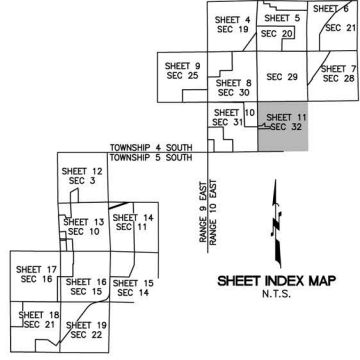 SHEET 4
SEC 19
SHEET 5
SEC 20
SHEET 6
SEC 21
SHEET 9
SEC 25
SHEET 8
SEC 30
SEC 29
SHEET 7
SEC 28
SHEET 10
SEC 31
SHEET 11
SEC 32
TOWNSHIP 4 SOUTH
TOWNSHIP 5 SOUTH
RANGE 9 EAST
RANGE 10 EAST
SHEET 12
SEC 3
SHEET 13
SEC 10
SHEET 14
SEC 11
SHEET 17
SEC 16
SHEET 16
SEC 15
SHEET 15
SEC 14
SHEET 18
SEC 21
SHEET 19
SEC 22
N
SHEET INDEX MAP
N.T.S.